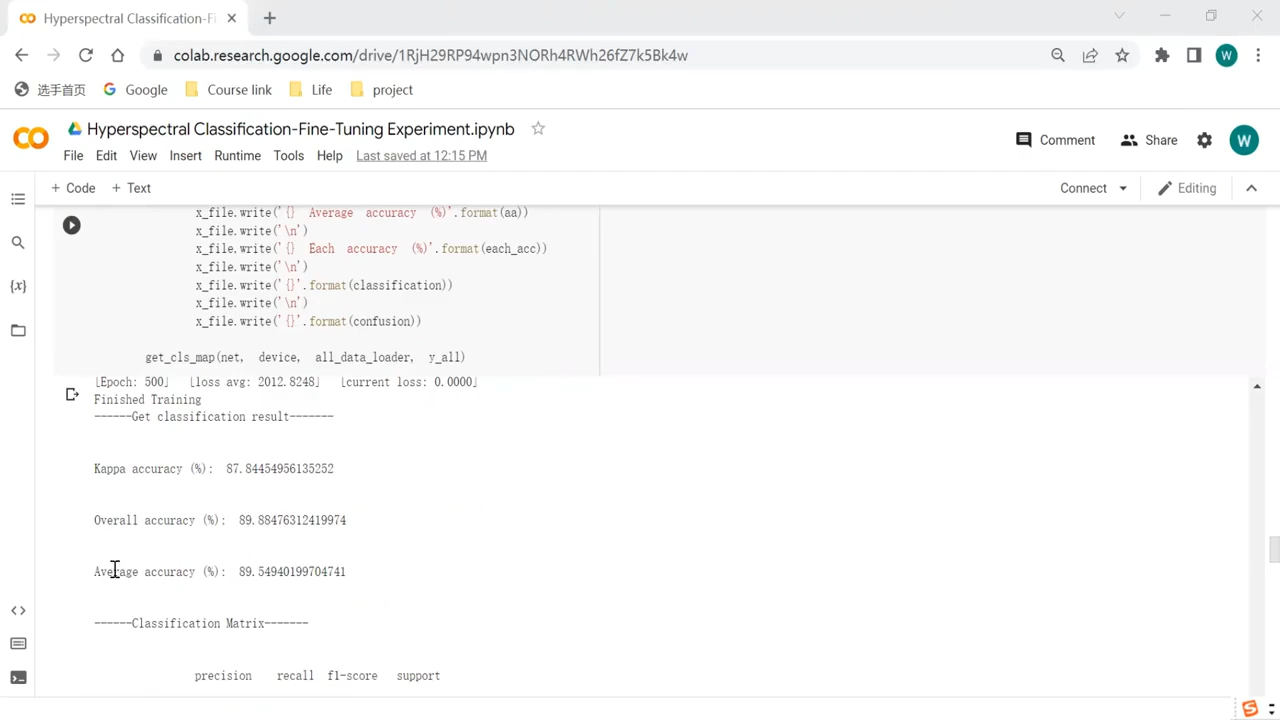 Hyperspectral Classification-Fi
colab.research.google.com/drive/1RjH29RP94wpn3NORh4RWh26fZ7k5Bk4w
W
选手首页 Google Course link Life project
Hyperspectral Classification-Fine-Tuning Experiment.ipynb
Comment Share W
File Edit View Insert Runtime Tools Help Last saved at 12:15 PM
+ Code + Text Connect Editing
x_file.write('{} Average accuracy (%)'.format(aa))
x_file.write('\n')
x_file.write('{} Each accuracy (%)'.format(each_acc))
x_file.write('\n')
x_file.write('{}'.format(classification))
x_file.write('\n')
x_file.write('{}'.format(confusion))
get_cls_map(net, device, all_data_loader, y_all)
[Epoch: 500] [loss avg: 2012.8248] [current loss: 0.0000]
Finished Training
------Get classification result-------
Kappa accuracy (%): 87.84454956135252
Overall accuracy (%): 89.88476312419974
Average accuracy (%): 89.54940199704741
------Classification Matrix-------
precision recall f1-score support